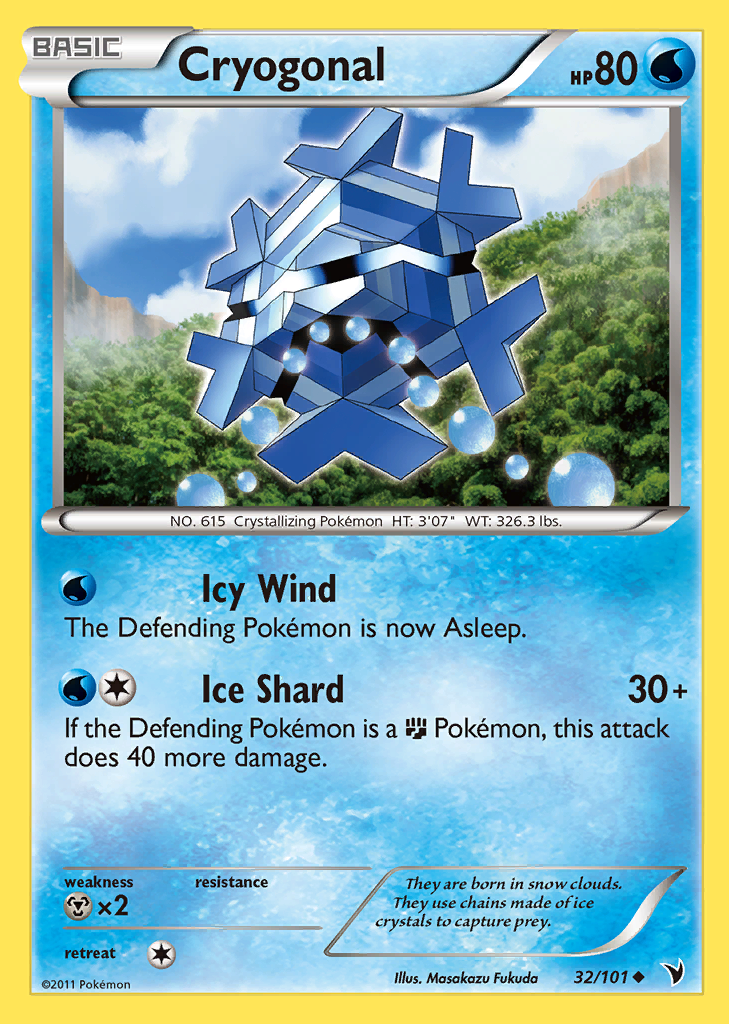 BASIC
Cryogonal
HP80
NO. 615 Crystallizing Pokémon HT: 3'07" WT: 326.3 lbs.
Icy Wind
The Defending Pokémon is now Asleep.
Ice Shard 30+
If the Defending Pokémon is a Pokémon, this attack
does 40 more damage.
weakness resistance
×2
retreat
They are born in snow clouds.
They use chains made of ice
crystals to capture prey.
©2011 Pokémon
Illus. Masakazu Fukuda 32/101